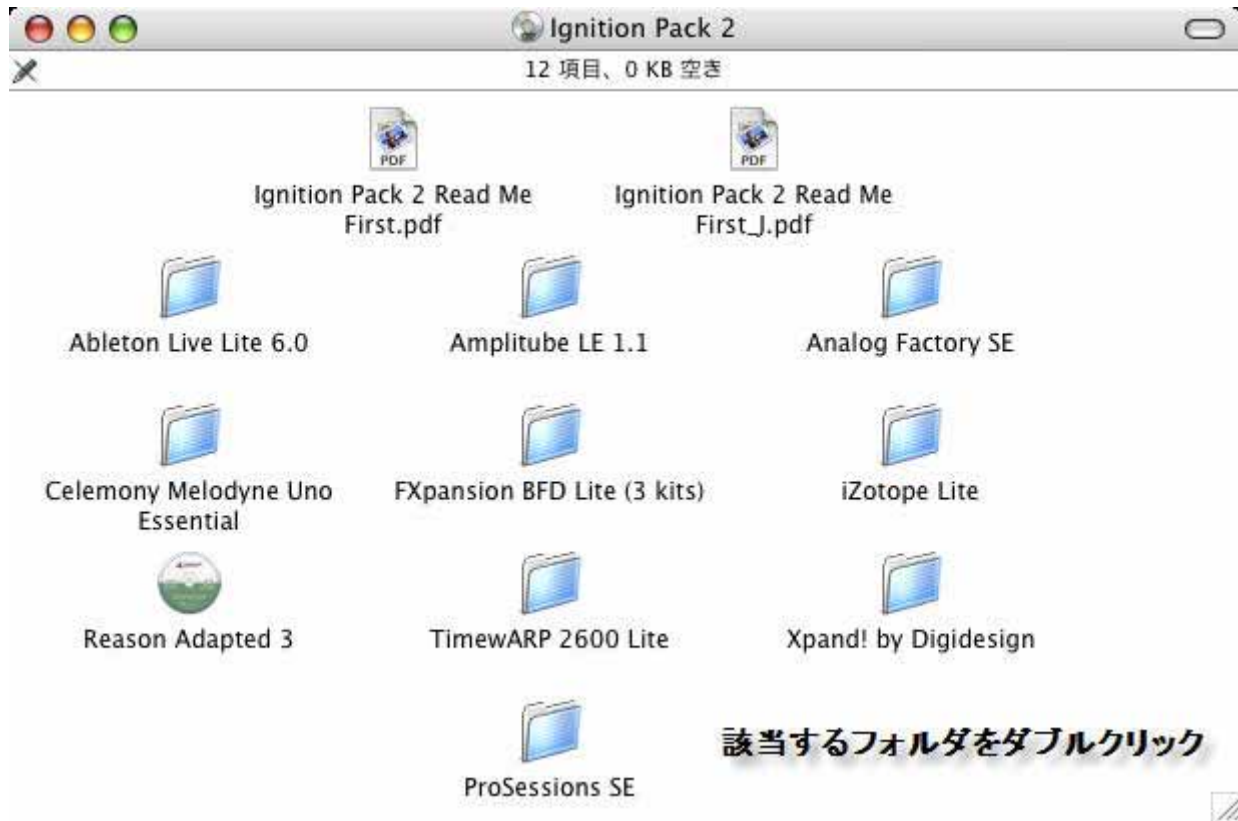 Ignition Pack 2
12 項目、0 KB 空き
PDF
PDF
Ignition Pack 2 Read Me
First.pdf
Ignition Pack 2 Read Me
First_J.pdf
Ableton Live Lite 6.0
Amplitube LE 1.1
Analog Factory SE
Celemony Melodyne Uno
Essential
FXpansion BFD Lite (3 kits)
iZotope Lite
Reason Adapted 3
TimewARP 2600 Lite
Xpand! by Digidesign
ProSessions SE
該当するフォルダをダブルクリック